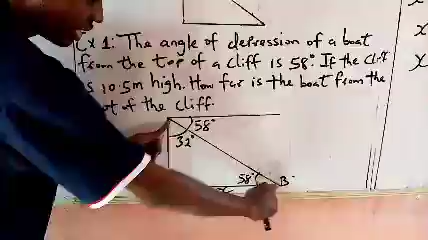 Ex 1: The angle of depression of a boat
from the top of a cliff is 58°. If the cliff
is 10.5m high. How far is the boat from the
of the cliff.
58°
32°
58°
B
x
x
x